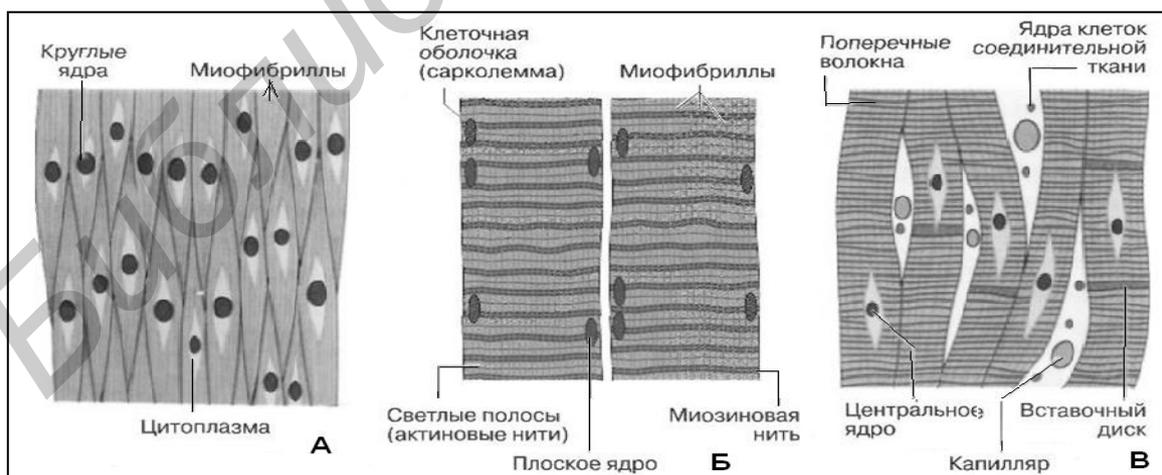 Круглые
ядра
Миофибриллы
Цитоплазма
А
Клеточная
оболочка
(сарколемма)
Миофибриллы
Светлые полосы
(актиновые нити)
Плоское ядро
Миозиновая
нить
Б
Поперечные
волокна
Ядра клеток
соединительной
ткани
Центральное
ядро
Вставочный
диск
Капилляр
В